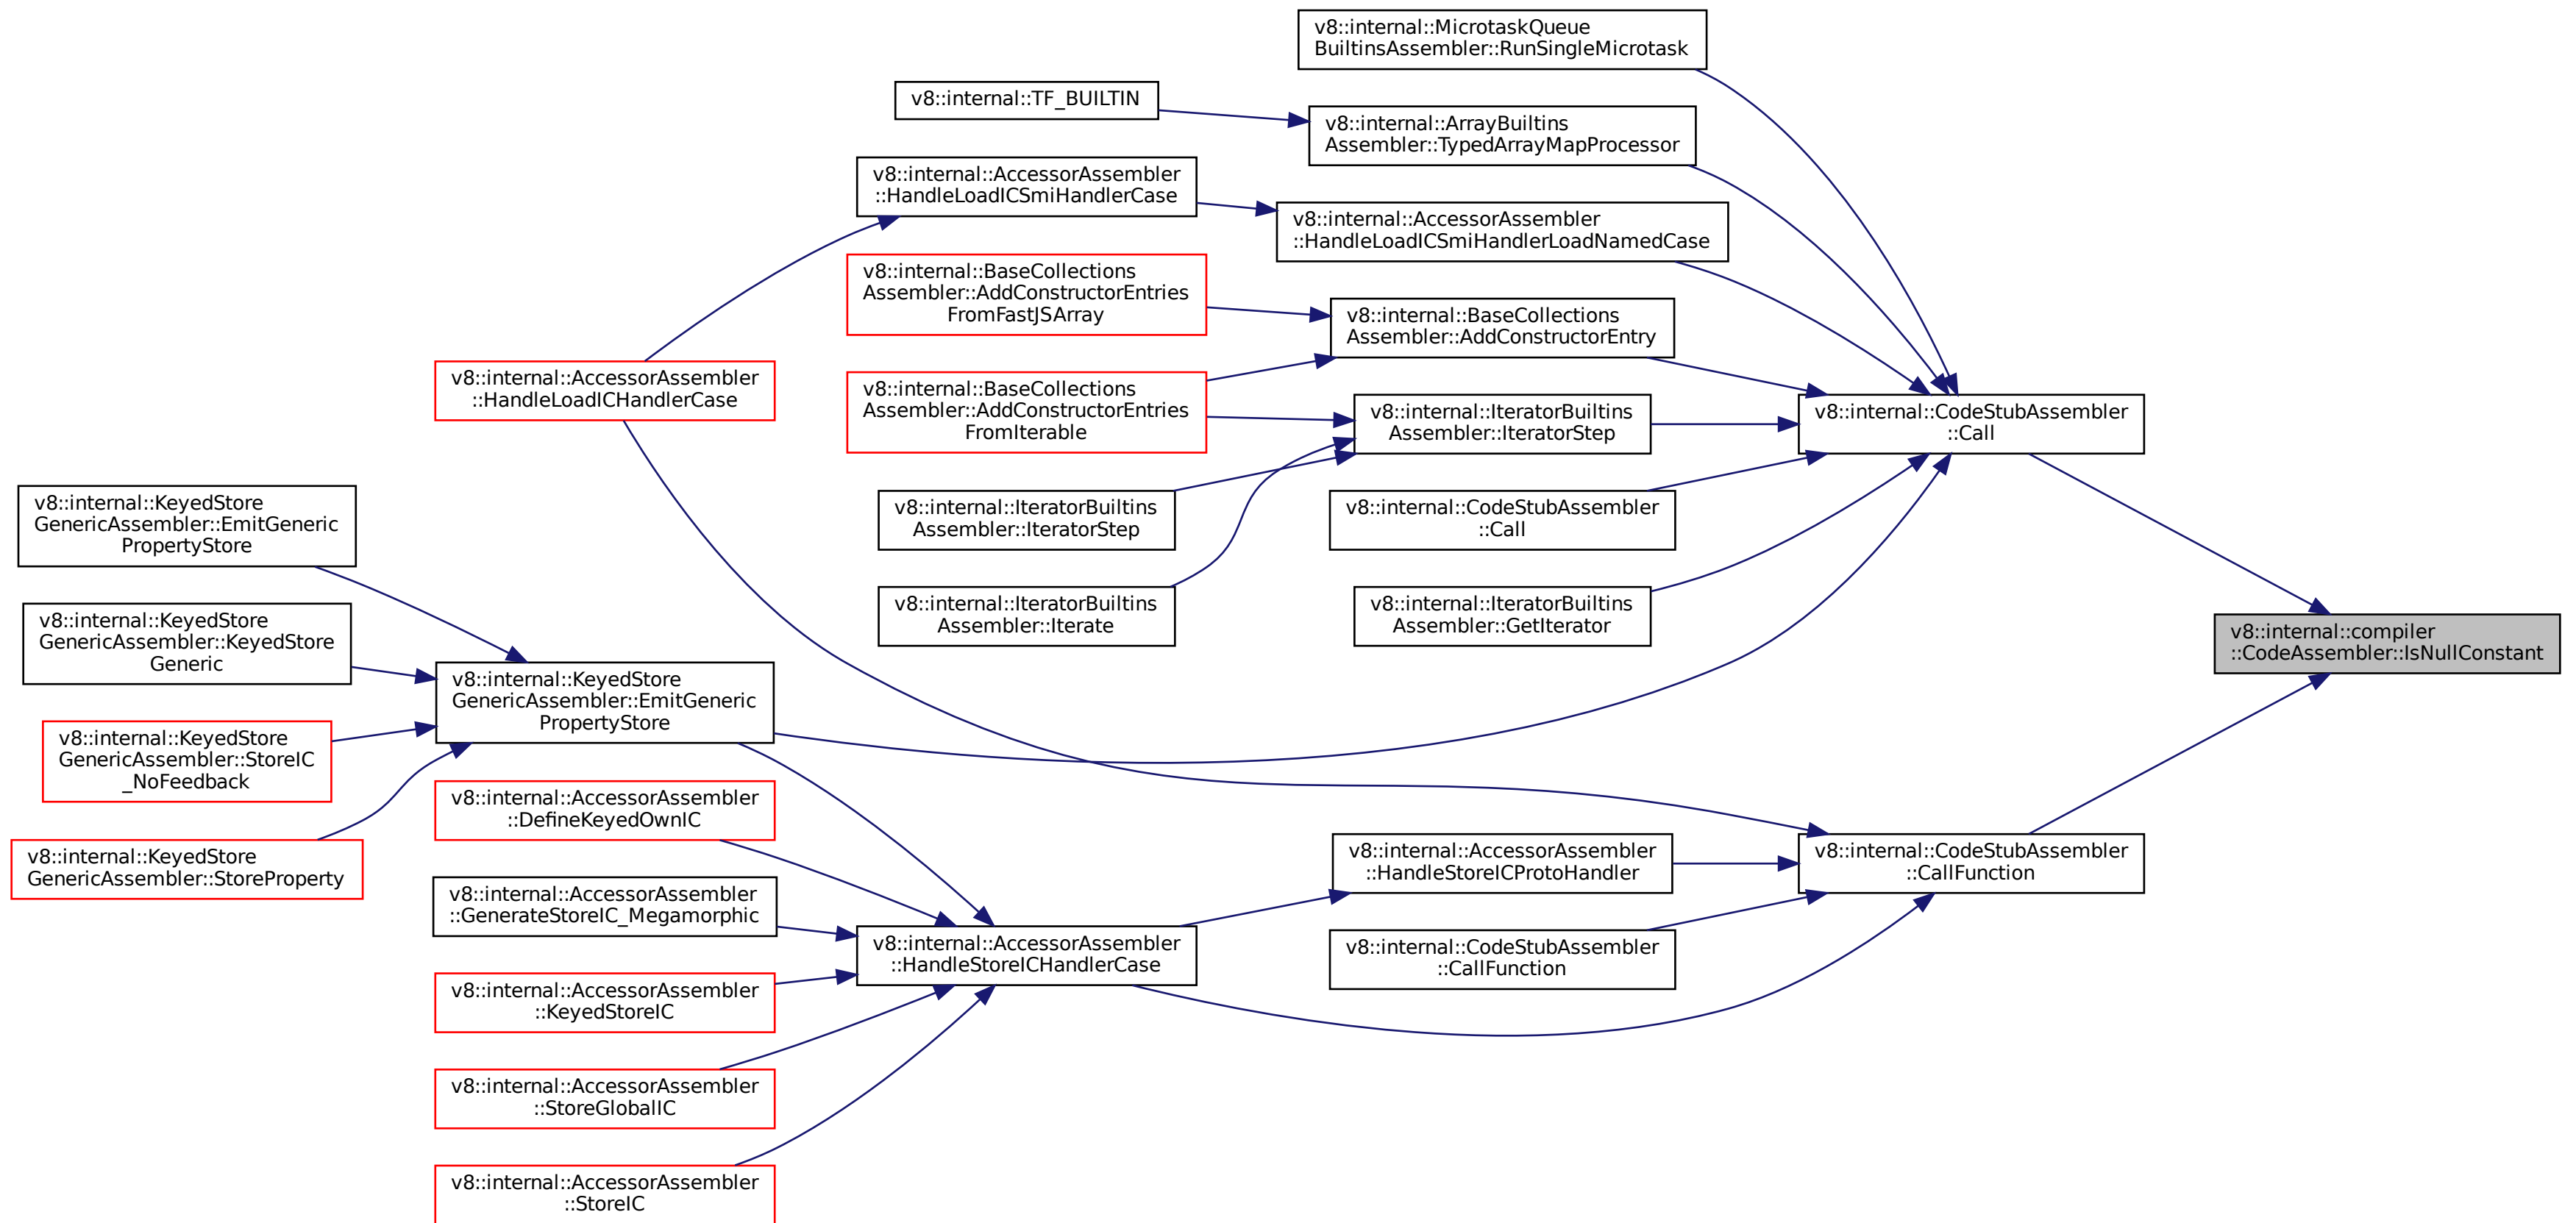 v8::internal::MicrotaskQueue
BuiltinsAssembler::RunSingleMicrotask
v8::internal::TF_BUILTIN
v8::internal::ArrayBuiltins
Assembler::TypedArrayMapProcessor
v8::internal::AccessorAssembler
::HandleLoadICSmiHandlerCase
v8::internal::AccessorAssembler
::HandleLoadICSmiHandlerLoadNamedCase
v8::internal::BaseCollections
Assembler::AddConstructorEntries
FromFastJSArray
v8::internal::BaseCollections
Assembler::AddConstructorEntry
v8::internal::AccessorAssembler
::HandleLoadICHandlerCase
v8::internal::BaseCollections
Assembler::AddConstructorEntries
FromIterable
v8::internal::IteratorBuiltins
Assembler::IteratorStep
v8::internal::CodeStubAssembler
::Call
v8::internal::KeyedStore
GenericAssembler::EmitGeneric
PropertyStore
v8::internal::IteratorBuiltins
Assembler::IteratorStep
v8::internal::CodeStubAssembler
::Call
v8::internal::KeyedStore
GenericAssembler::KeyedStore
Generic
v8::internal::IteratorBuiltins
Assembler::Iterate
v8::internal::IteratorBuiltins
Assembler::GetIterator
v8::internal::compiler
::CodeAssembler::IsNullConstant
v8::internal::KeyedStore
GenericAssembler::EmitGeneric
PropertyStore
v8::internal::KeyedStore
GenericAssembler::StoreIC
_NoFeedback
v8::internal::AccessorAssembler
::DefineKeyedOwnIC
v8::internal::KeyedStore
GenericAssembler::StoreProperty
v8::internal::AccessorAssembler
::HandleStoreICProtoHandler
v8::internal::CodeStubAssembler
::CallFunction
v8::internal::AccessorAssembler
::GenerateStoreIC_Megamorphic
v8::internal::AccessorAssembler
::HandleStoreICHandlerCase
v8::internal::CodeStubAssembler
::CallFunction
v8::internal::AccessorAssembler
::KeyedStoreIC
v8::internal::AccessorAssembler
::StoreGlobalIC
v8::internal::AccessorAssembler
::StoreIC